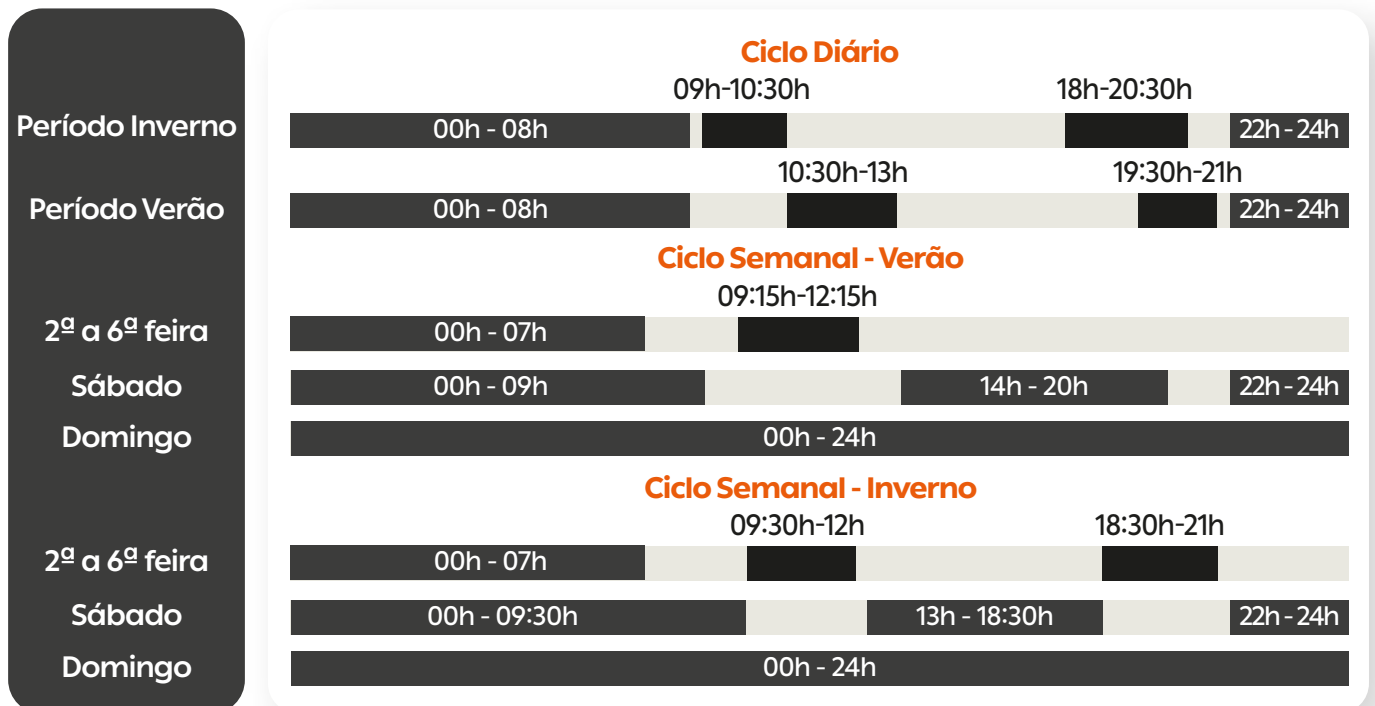 Ciclo Diário
09h-10:30h 18h-20:30h
Período Inverno 00h - 08h 22h - 24h
10:30h-13h 19:30h-21h
Período Verão 00h - 08h 22h - 24h
Ciclo Semanal - Verão
09:15h-12:15h
2ª a 6ª feira 00h - 07h
Sábado 00h - 09h 14h - 20h 22h - 24h
Domingo 00h - 24h
Ciclo Semanal - Inverno
09:30h-12h 18:30h-21h
2ª a 6ª feira 00h - 07h
Sábado 00h - 09:30h 13h - 18:30h 22h - 24h
Domingo 00h - 24h